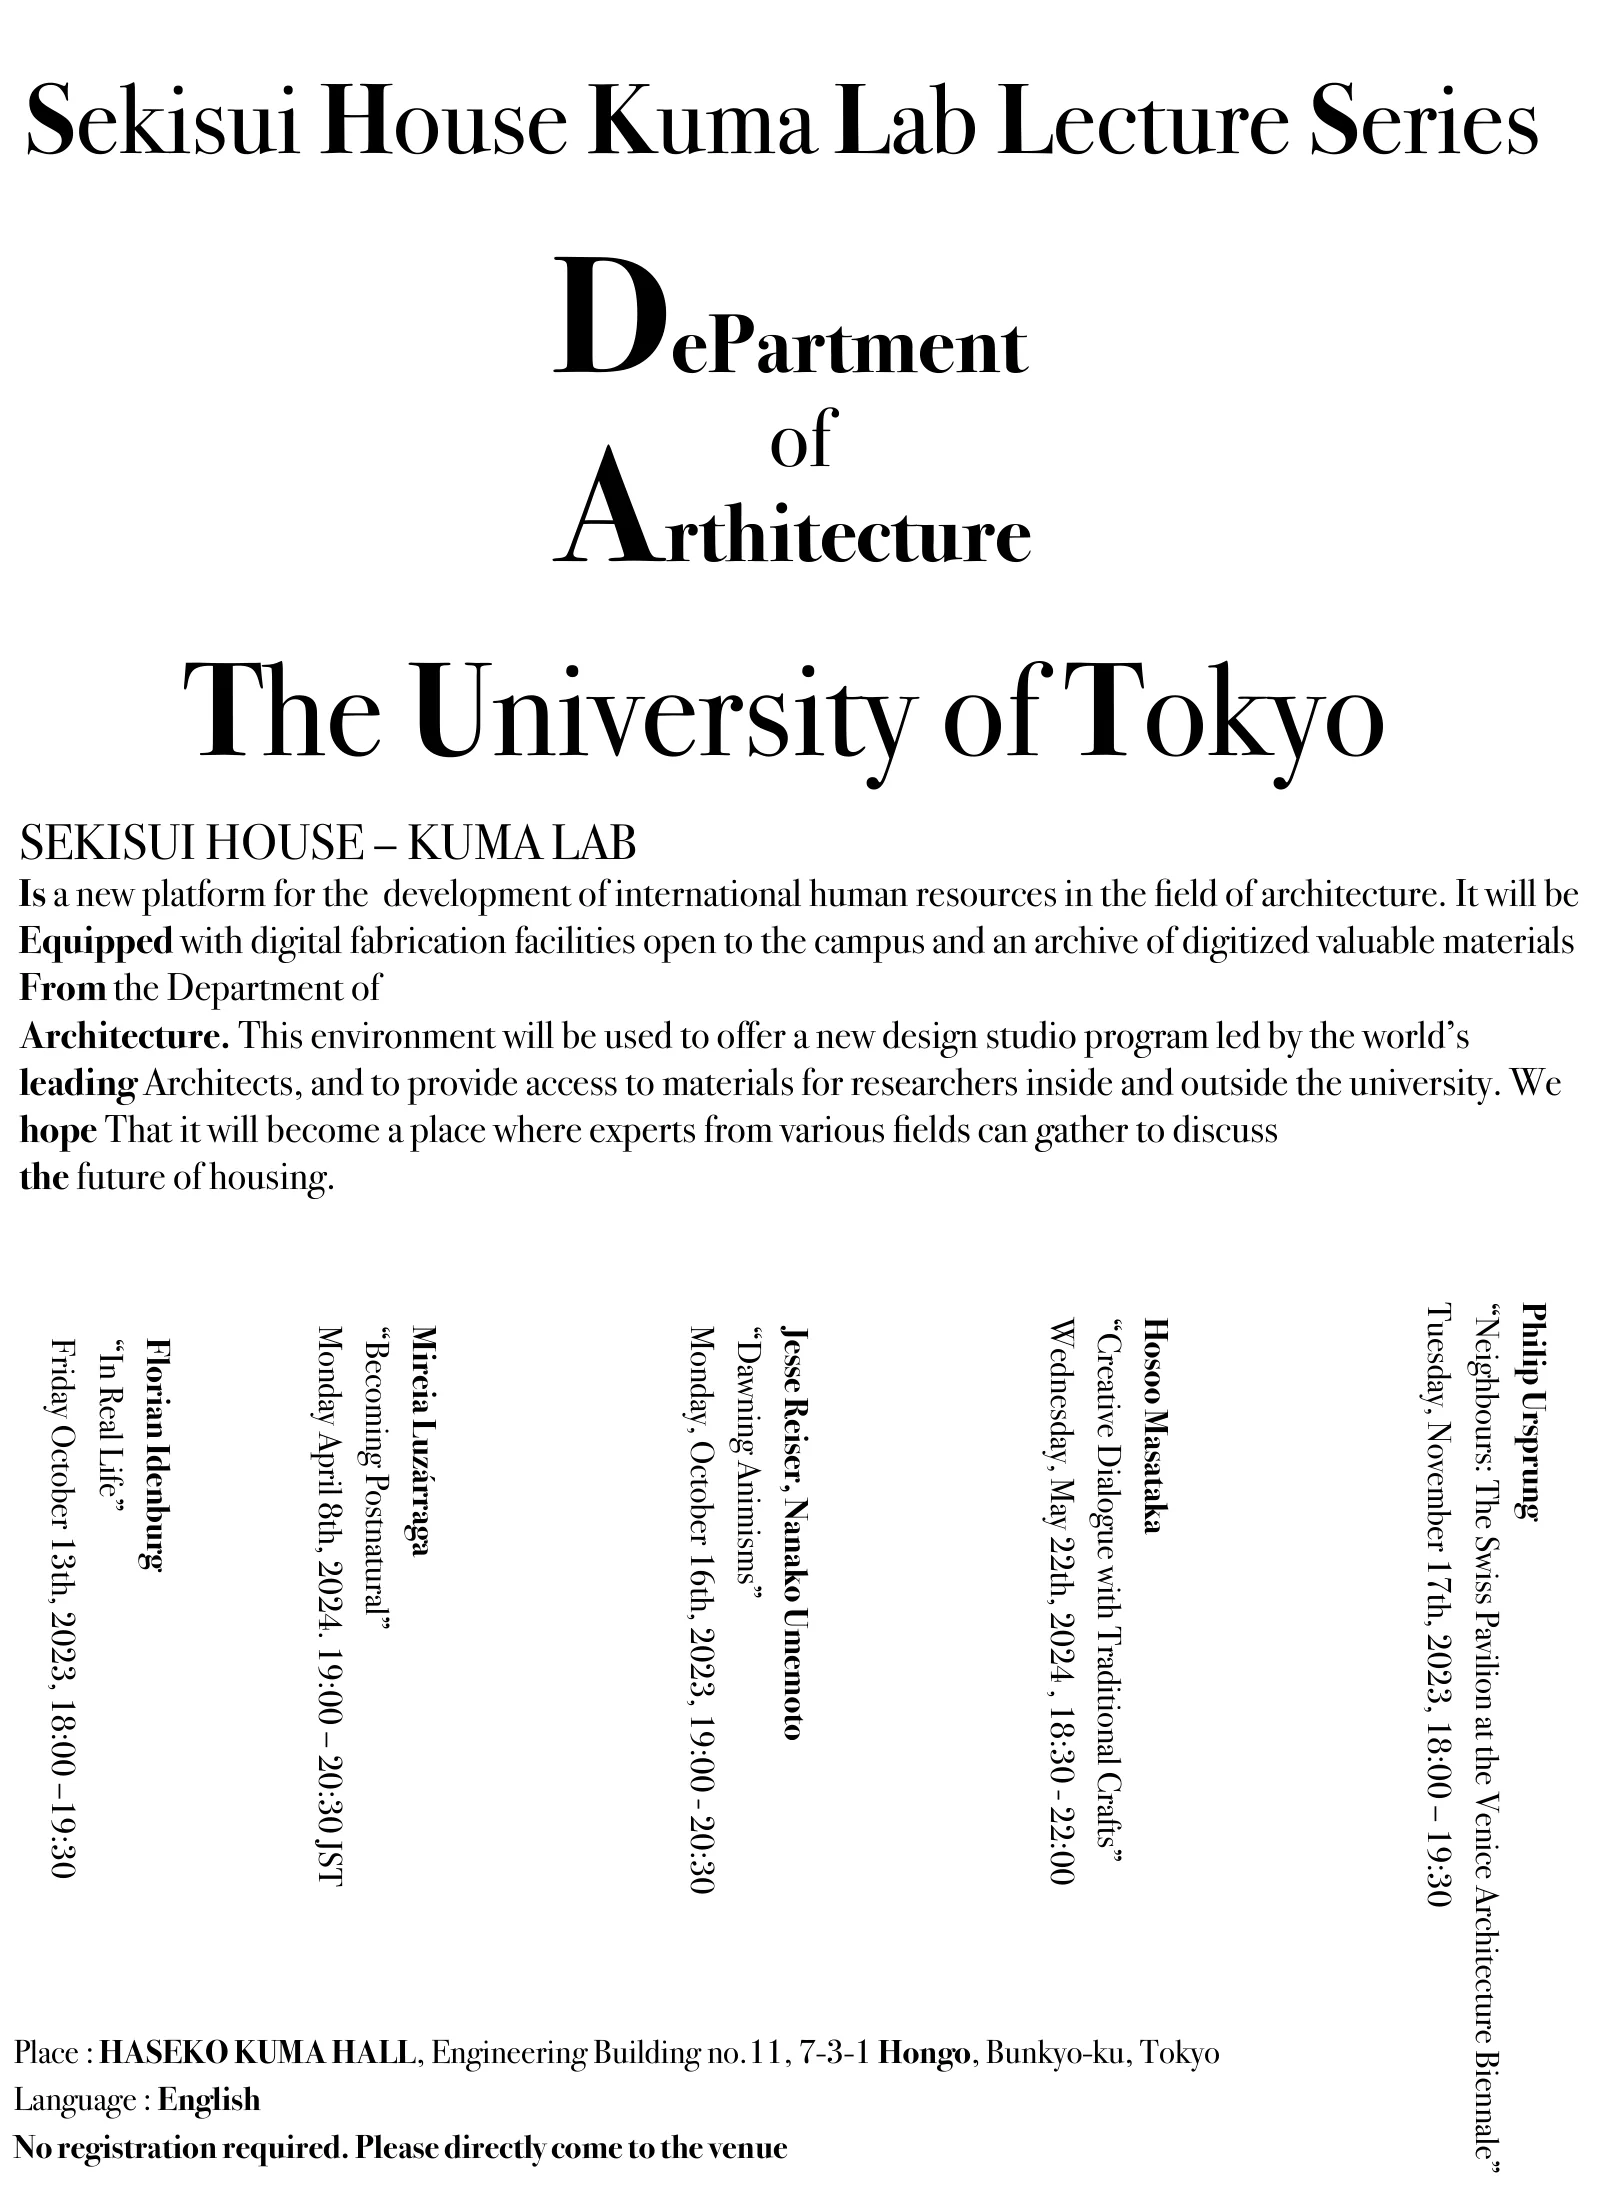 Sekisui House Kuma Lab Lecture Series
DePartment
of
Arthitecture
The University of Tokyo
SEKISUI HOUSE – KUMA LAB
Is a new platform for the  development of international human resources in the field of architecture. It will be
Equipped with digital fabrication facilities open to the campus and an archive of digitized valuable materials
From the Department of
Architecture. This environment will be used to offer a new design studio program led by the world’s
leading Architects, and to provide access to materials for researchers inside and outside the university. We
hope That it will become a place where experts from various fields can gather to discuss
the future of housing.
Florian Idenburg
“In Real Life”
Friday October 13th, 2023, 18:00 –19:30
Mireia Luzárraga
“Becoming Postnatural”
Monday April 8th, 2024. 19:00 – 20:30 JST
Jesse Reiser, Nanako Umemoto
“Dawning Animisms”
Monday, October 16th, 2023, 19:00 - 20:30
Hosoo Masataka
“Creative Dialogue with Traditional Crafts”
Wednesday, May 22th, 2024 , 18:30 - 22:00
Philip Ursprung
“Neighbours: The Swiss Pavilion at the Venice Architecture Biennale”
Tuesday, November 17th, 2023, 18:00 – 19:30
Place : HASEKO KUMA HALL, Engineering Building no.11, 7-3-1 Hongo, Bunkyo-ku, Tokyo
Language : English
No registration required. Please directly come to the venue